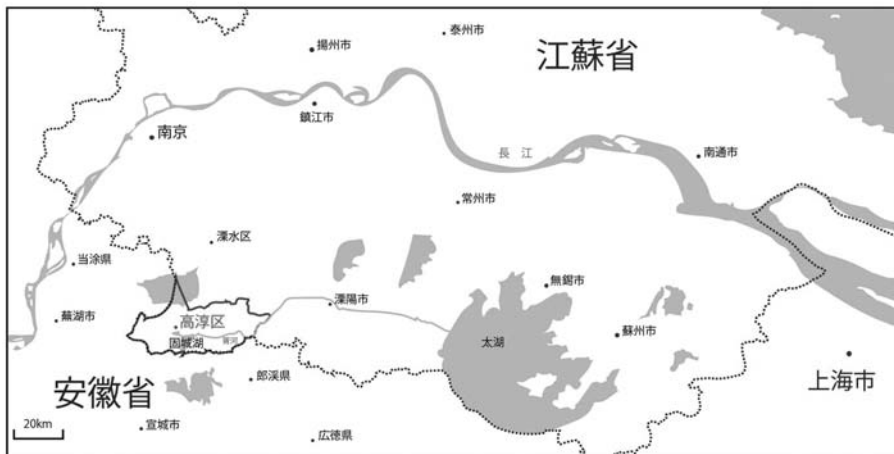 泰州市
揚州市
江蘇省
鎮江市
南京
長 江
南通市
常州市
溧水区
当涂県
無錫市
溧陽市
蕪湖市
高淳区
蘇州市
固城湖
太湖
上海市
郎渓県
安徽省
20km
宣城市
広徳県